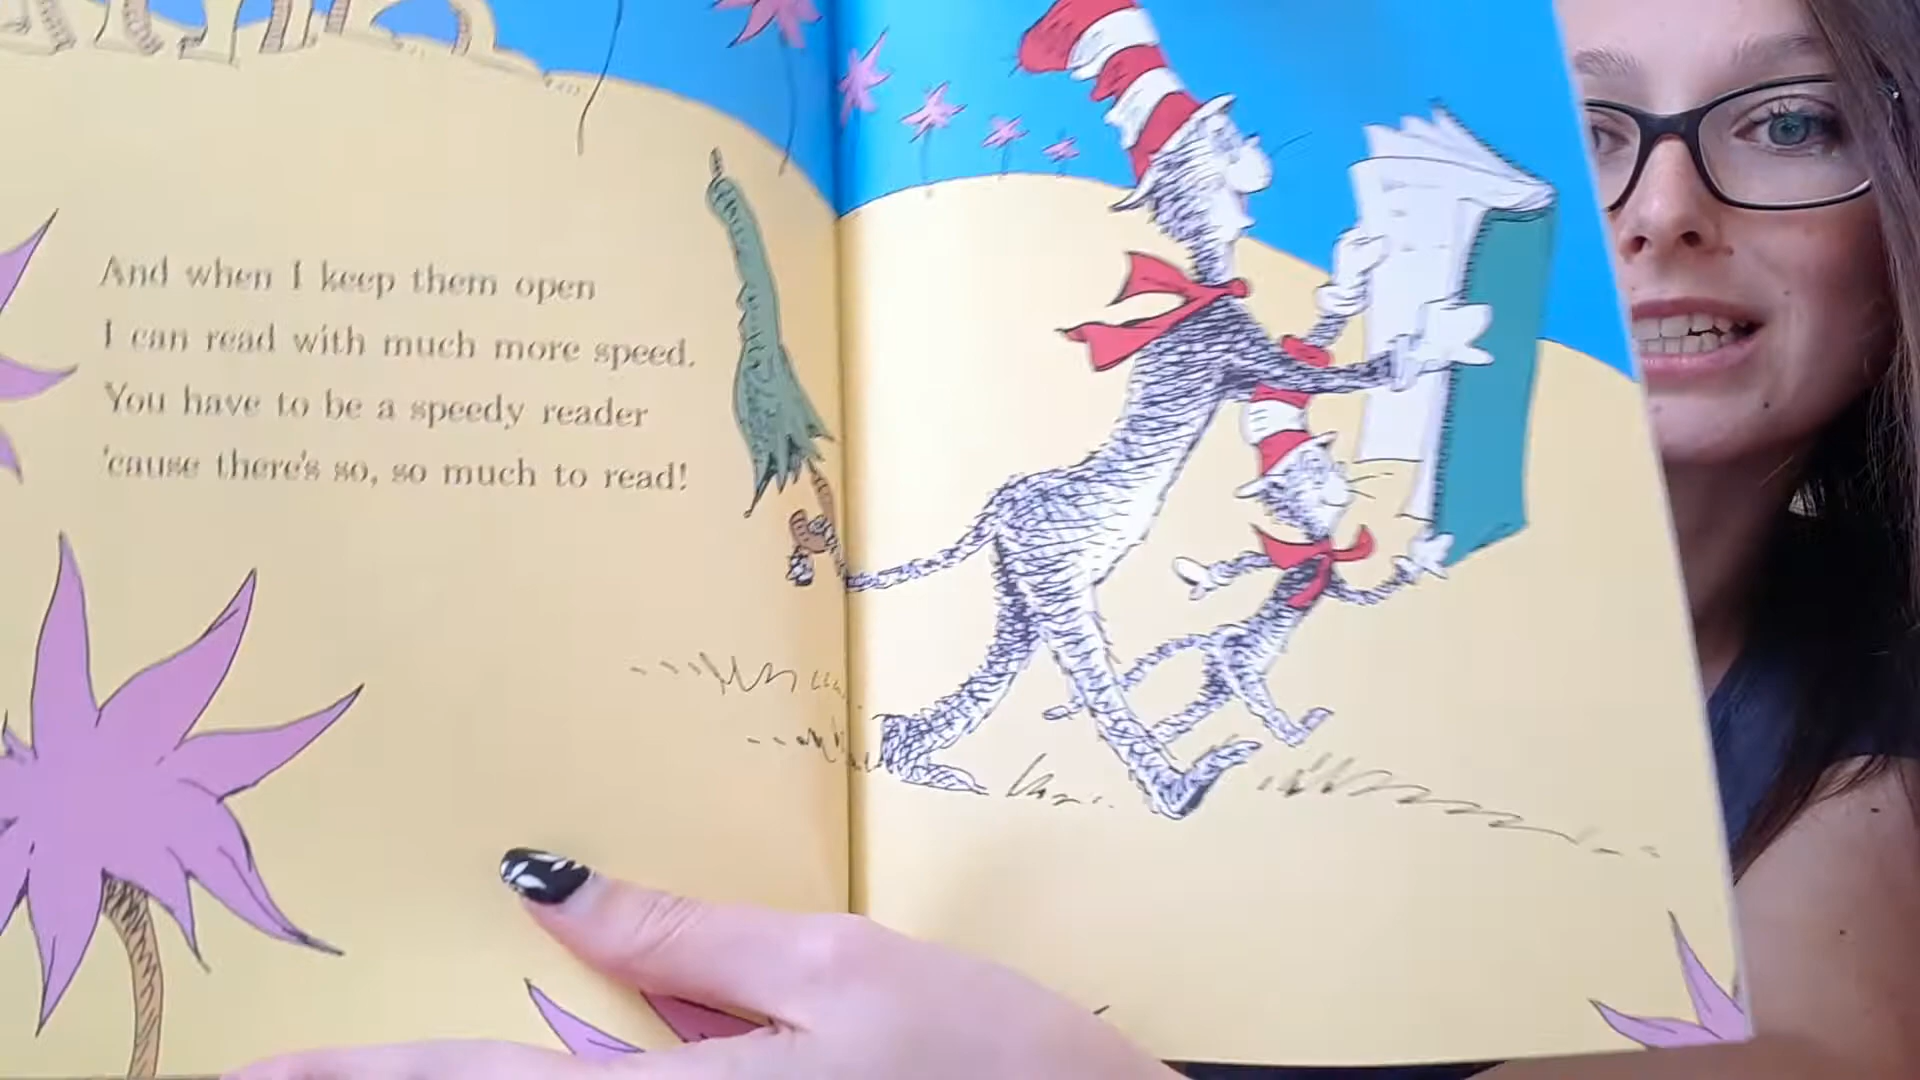 And when I keep them open
I can read with much more speed.
You have to be a speedy reader
'cause there's so, so much to read!